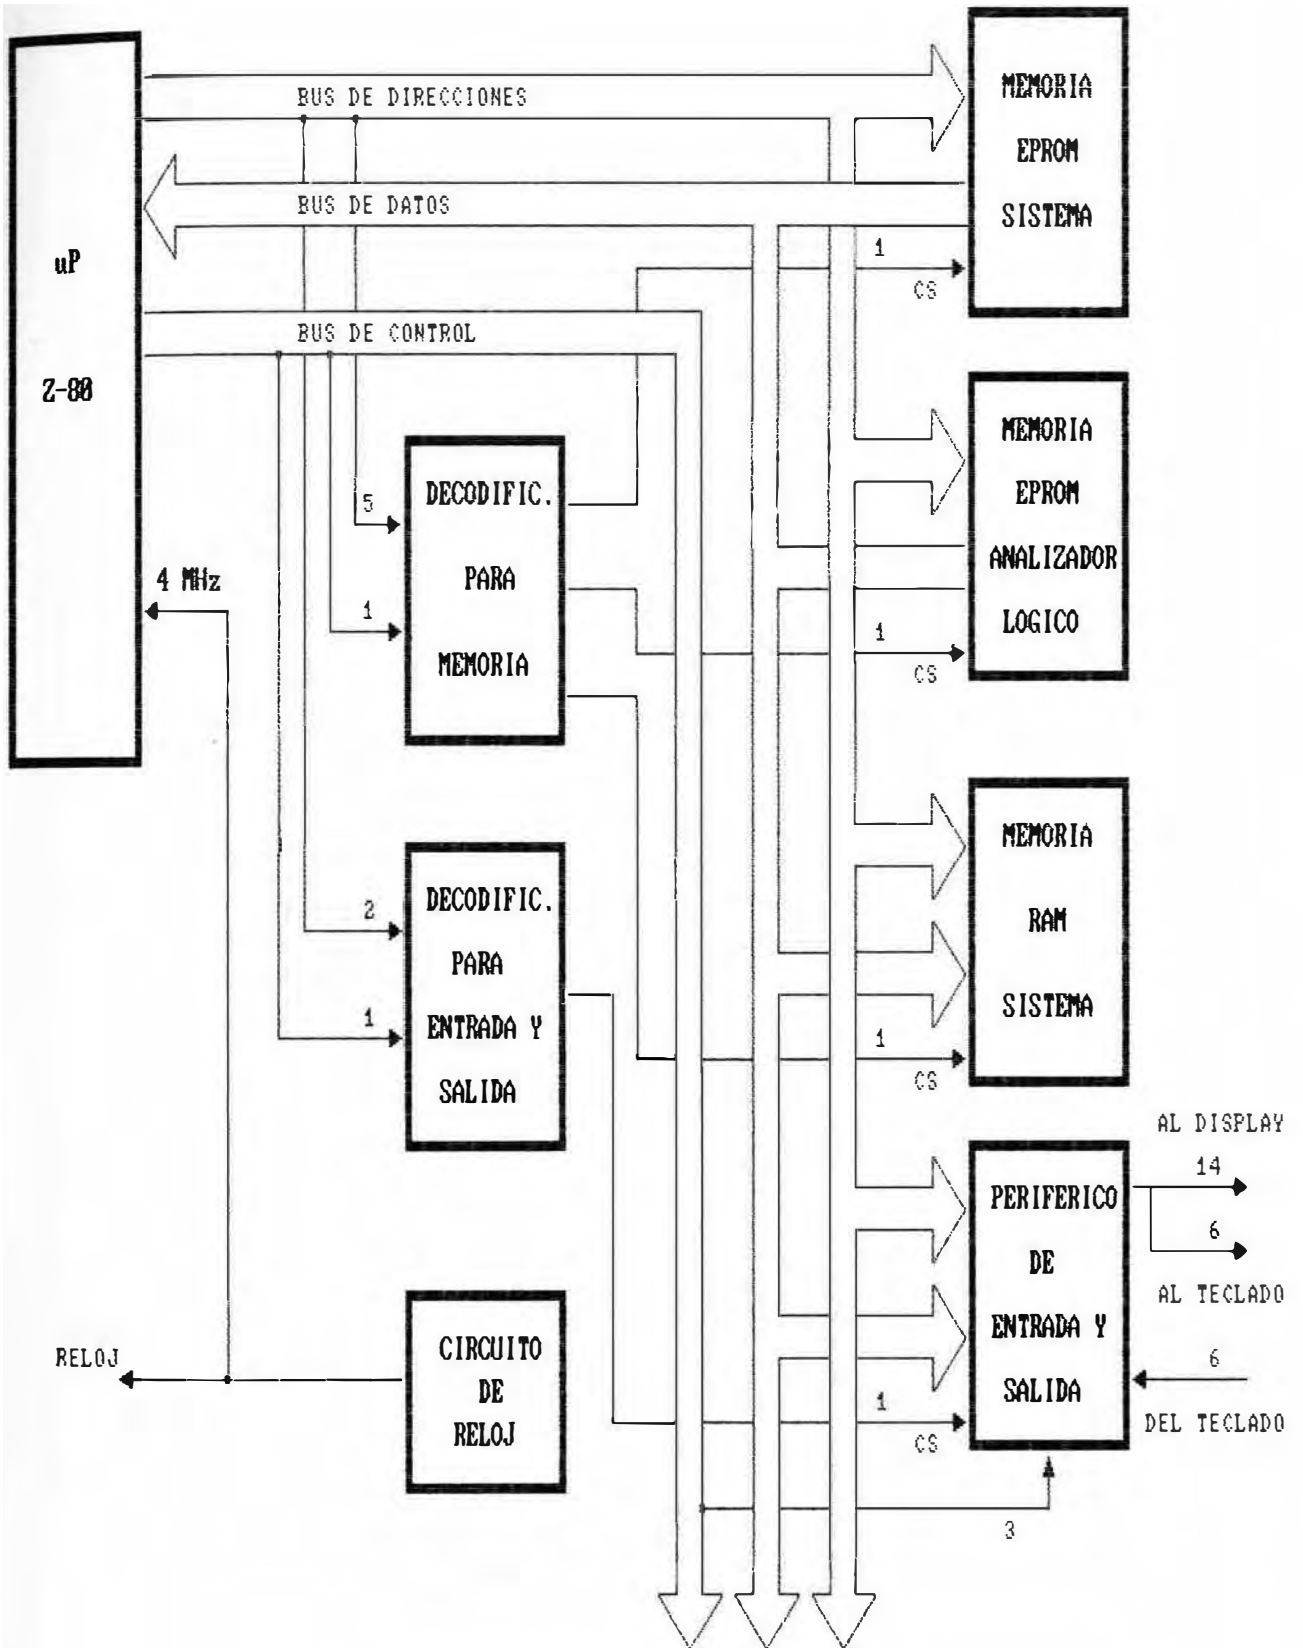 uP
Z-80
BUS DE DIRECCIONES
BUS DE DATOS
BUS DE CONTROL
MEMORIA
EPROM
SISTEMA
1
CS
MEMORIA
EPROM
ANALIZADOR
LOGICO
1
CS
DECODIFIC.
PARA
MEMORIA
5
1
4 MHz
MEMORIA
RAM
SISTEMA
1
CS
DECODIFIC.
PARA
ENTRADA Y
SALIDA
2
1
PERIFERICO
DE
ENTRADA Y
SALIDA
1
CS
3
AL DISPLAY
14
6
AL TECLADO
6
DEL TECLADO
CIRCUITO
DE
RELOJ
RELOJ